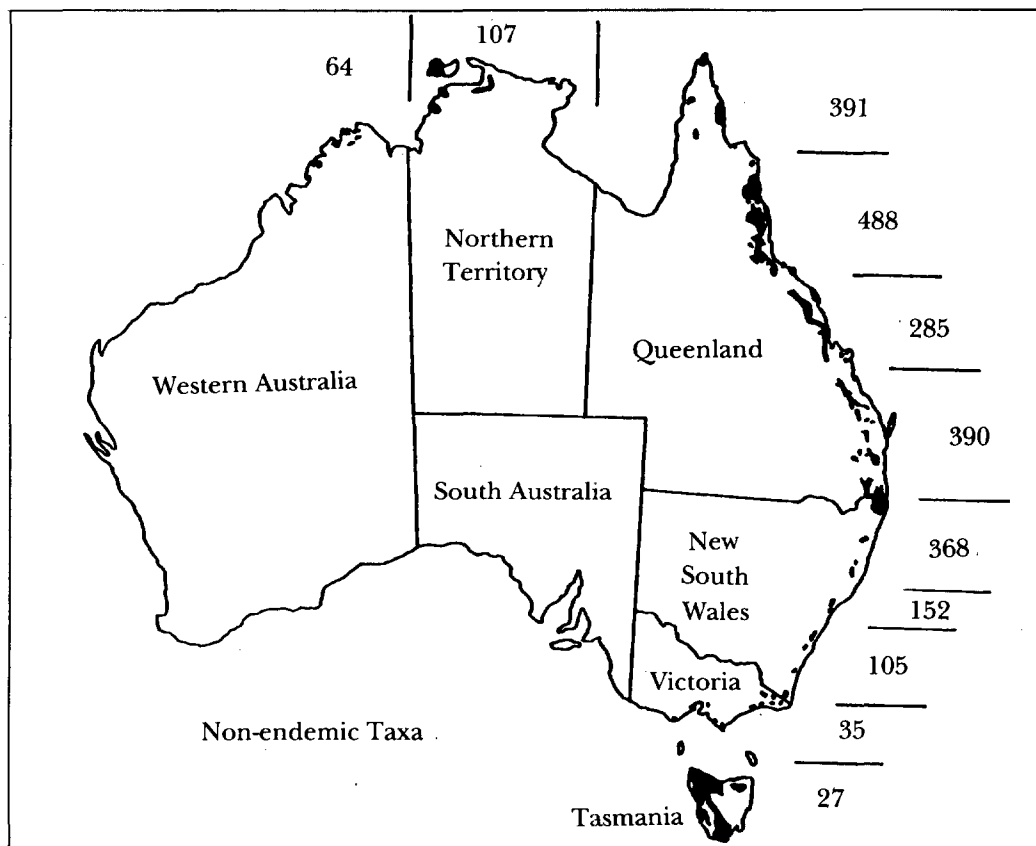 107
64
391
488
Northern
Territory
285
Queenland
Western Australia
390
South Australia
New
South
Wales
368
152
Victoria
105
Non-endemic Taxa
35
27
Tasmania